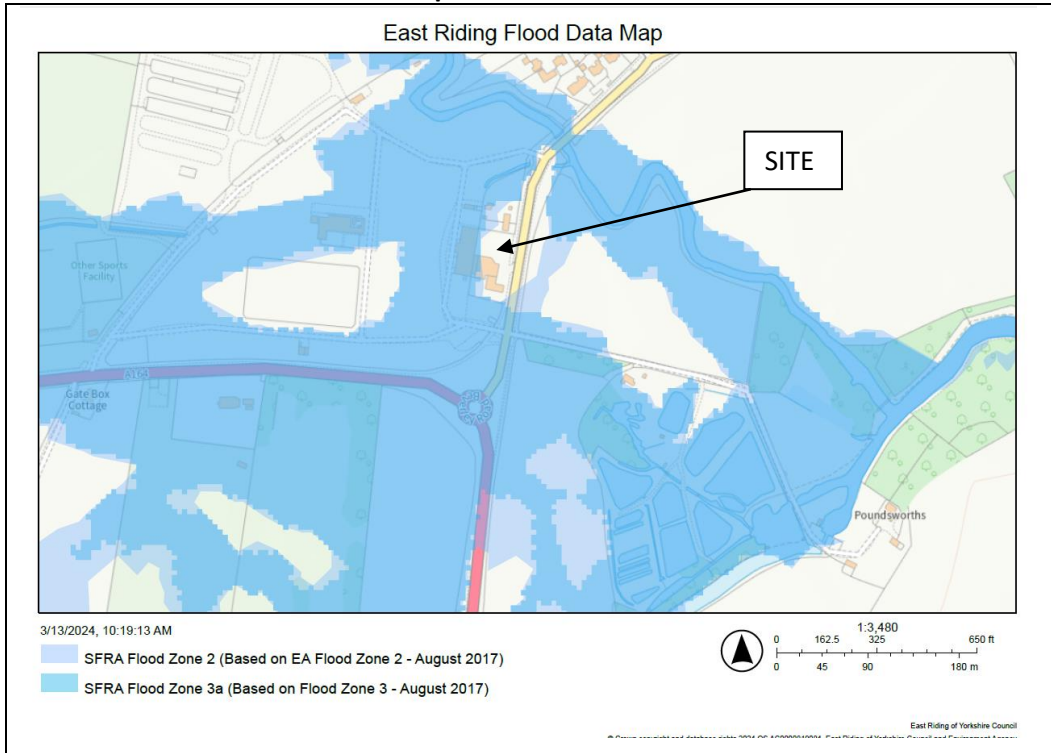 East Riding Flood Data Map
SITE
Other Sports
Facility
A164
Gate Box
Cottage
Poundsworths
3/13/2024, 10:19:13 AM
SFRA Flood Zone 2 (Based on EA Flood Zone 2 - August 2017)
SFRA Flood Zone 3a (Based on Flood Zone 3 - August 2017)
1:3,480
0 162.5 325 650 ft
0 45 90 180 m
East Riding of Yorkshire Council